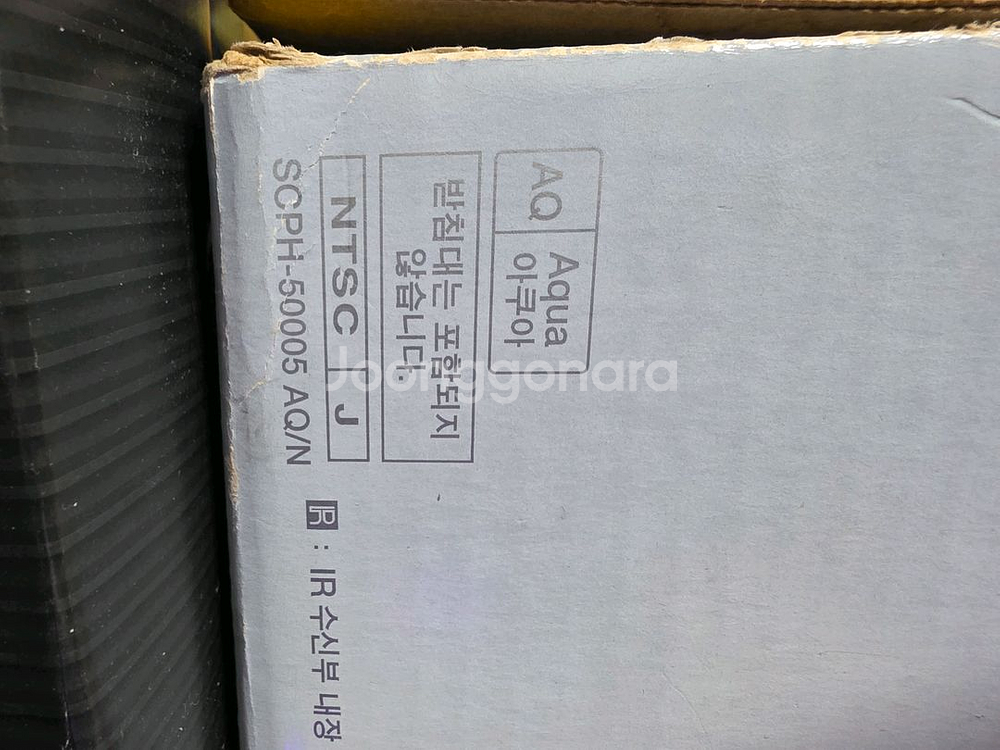 AQ
Aqua
아쿠아
받침대는 포함되지
않습니다.
NTSC J
SCPH-50005 AQ/N
IR : IR 수신부 내장
Joonggonara